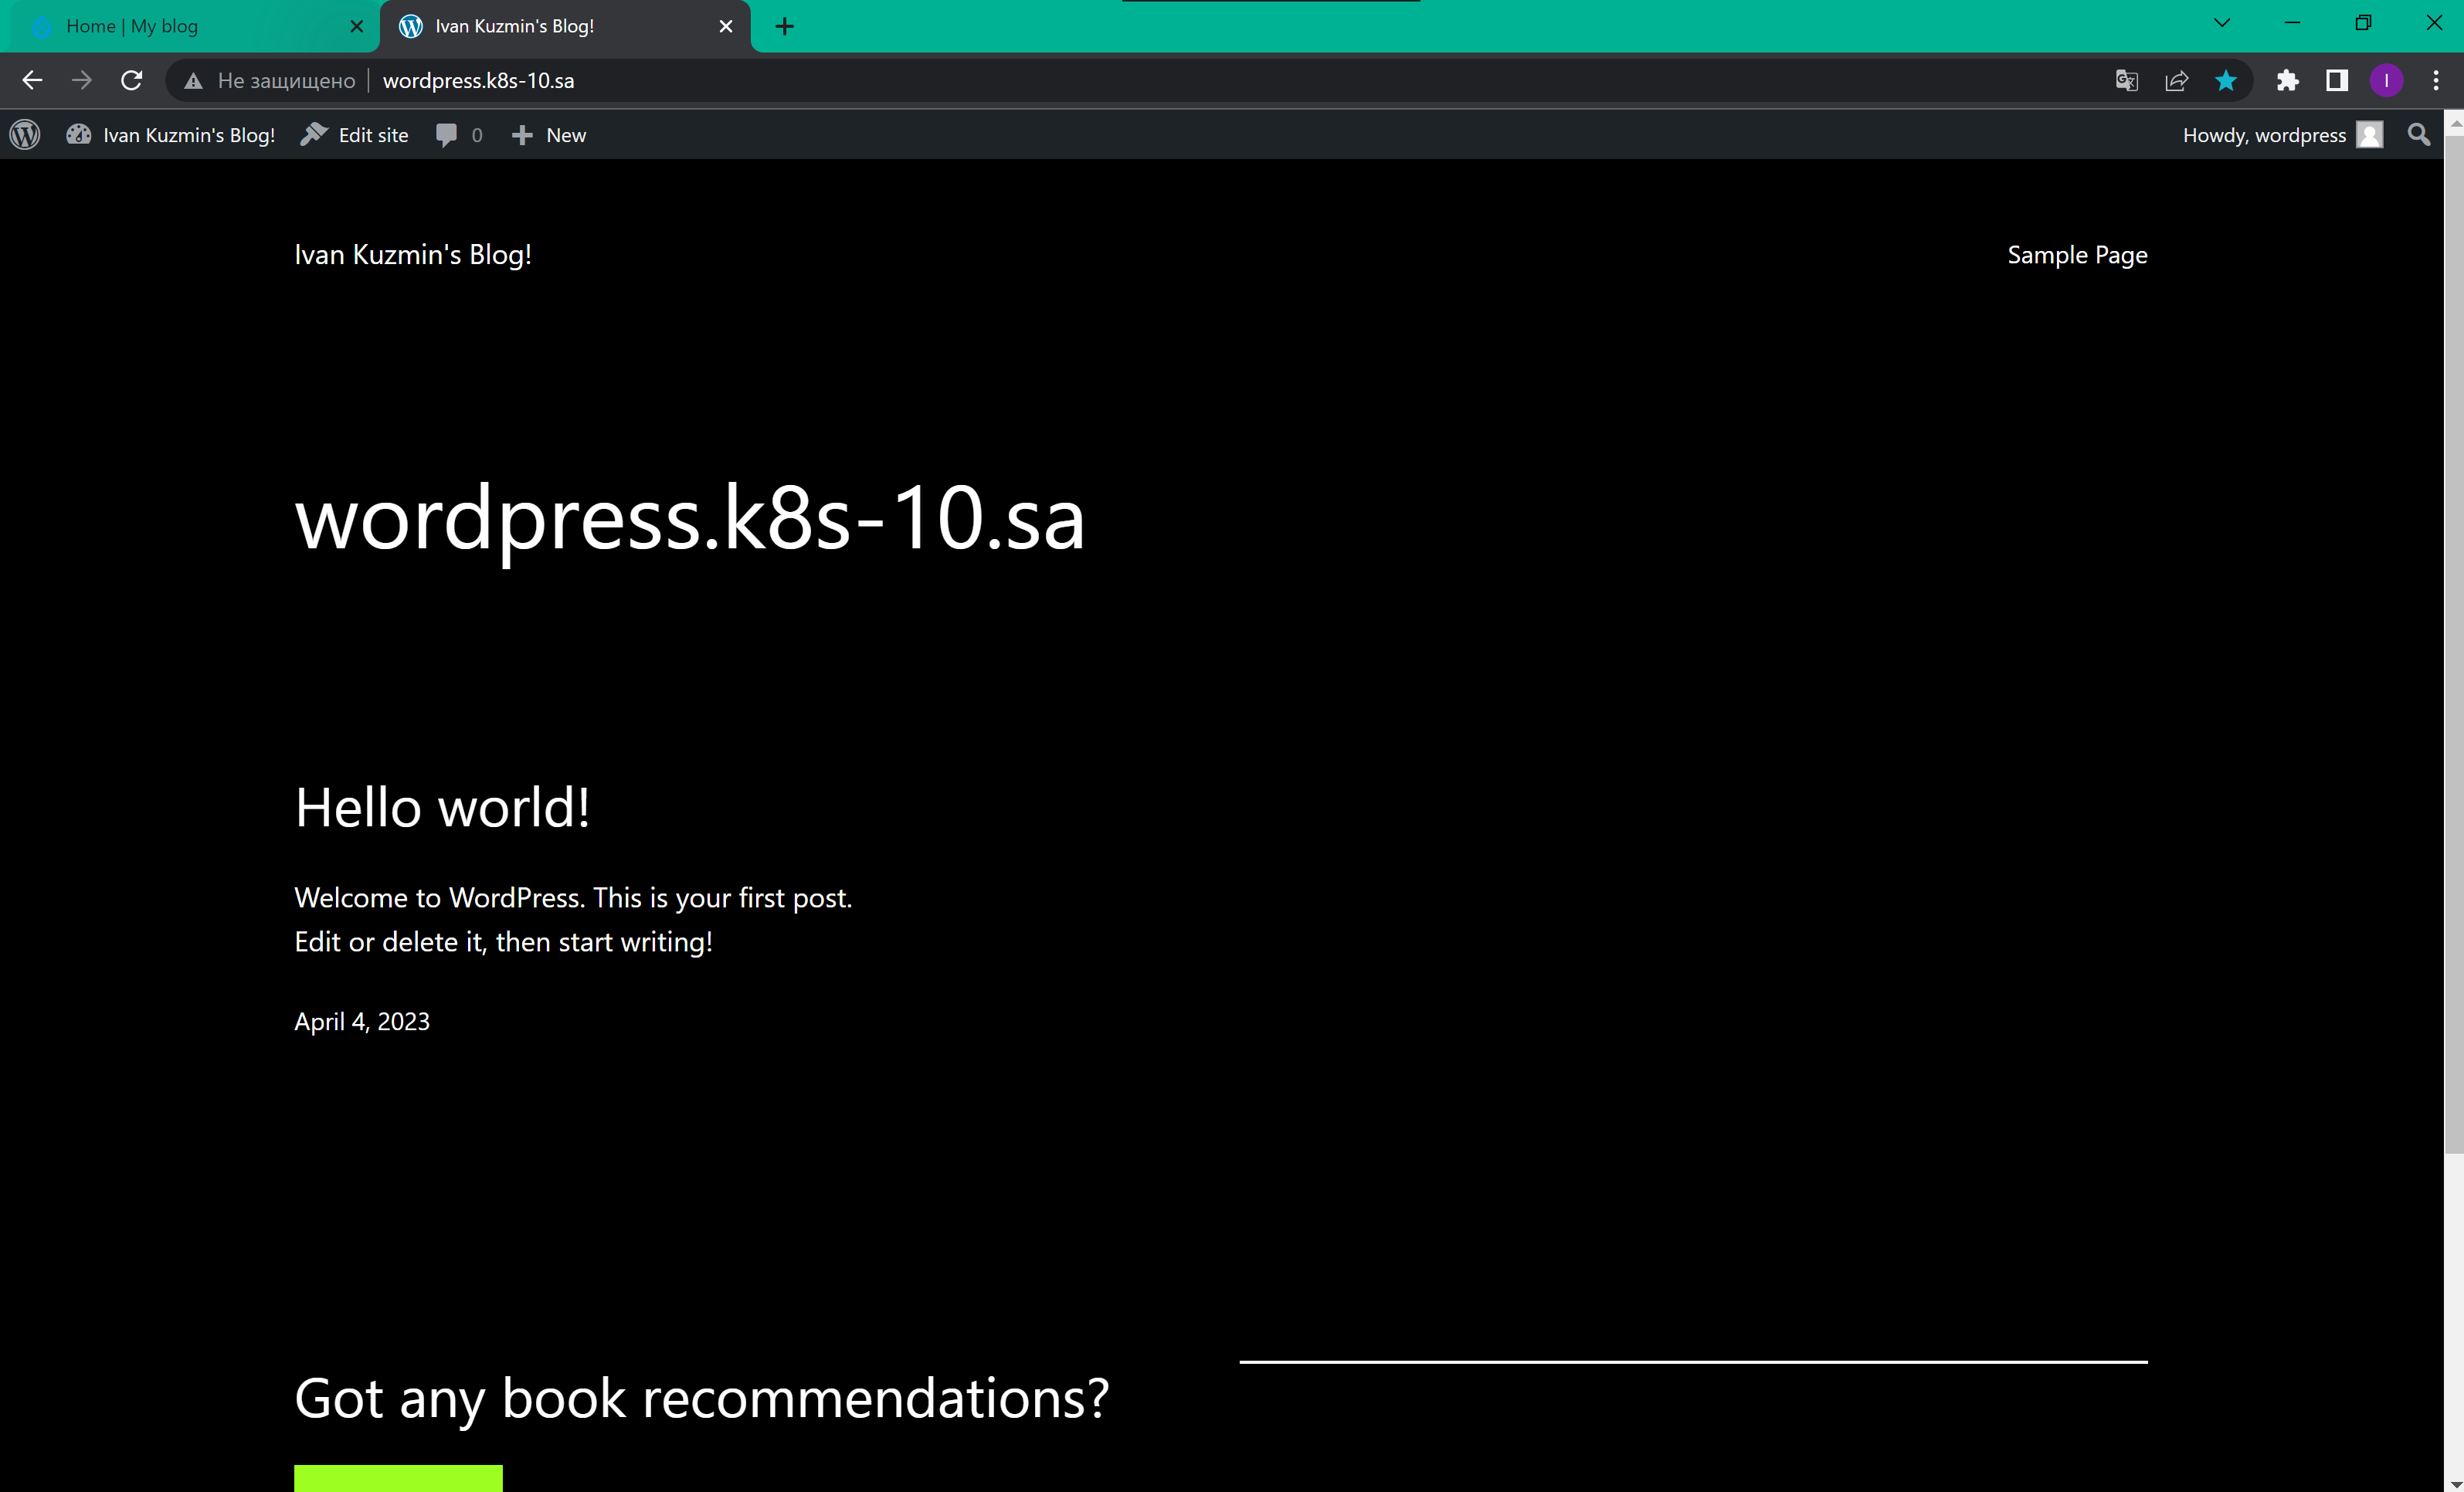 Home | My blog
Ivan Kuzmin's Blog!
Не защищено wordpress.k8s-10.sa
I
Ivan Kuzmin's Blog! Edit site 0 New
Howdy, wordpress
Ivan Kuzmin's Blog!
Sample Page
wordpress.k8s-10.sa
Hello world!
Welcome to WordPress. This is your first post.
Edit or delete it, then start writing!
April 4, 2023
Got any book recommendations?